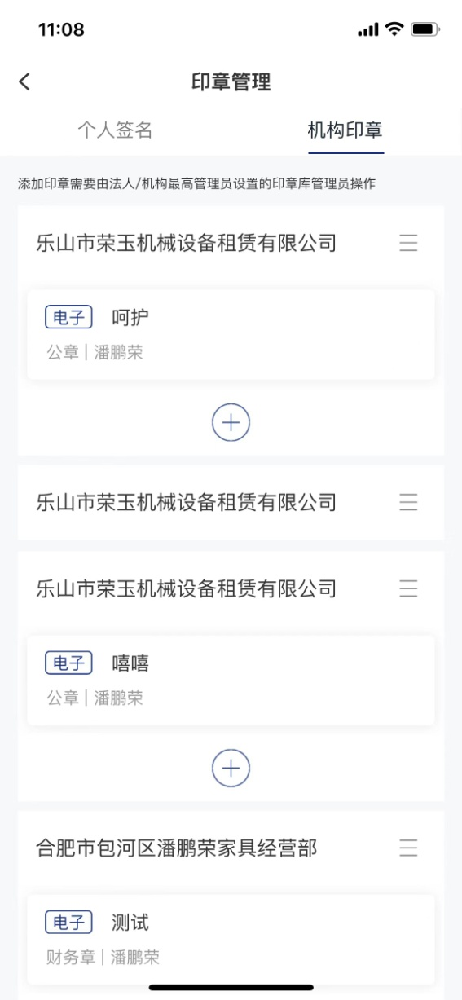 11:08
印章管理
个人签名
机构印章
添加印章需要由法人/机构最高管理员设置的印章库管理员操作
乐山市荣玉机械设备租赁有限公司
电子 呵护
公章 | 潘鹏荣
乐山市荣玉机械设备租赁有限公司
乐山市荣玉机械设备租赁有限公司
电子 嘻嘻
公章 | 潘鹏荣
合肥市包河区潘鹏荣家具经营部
电子 测试
财务章 | 潘鹏荣